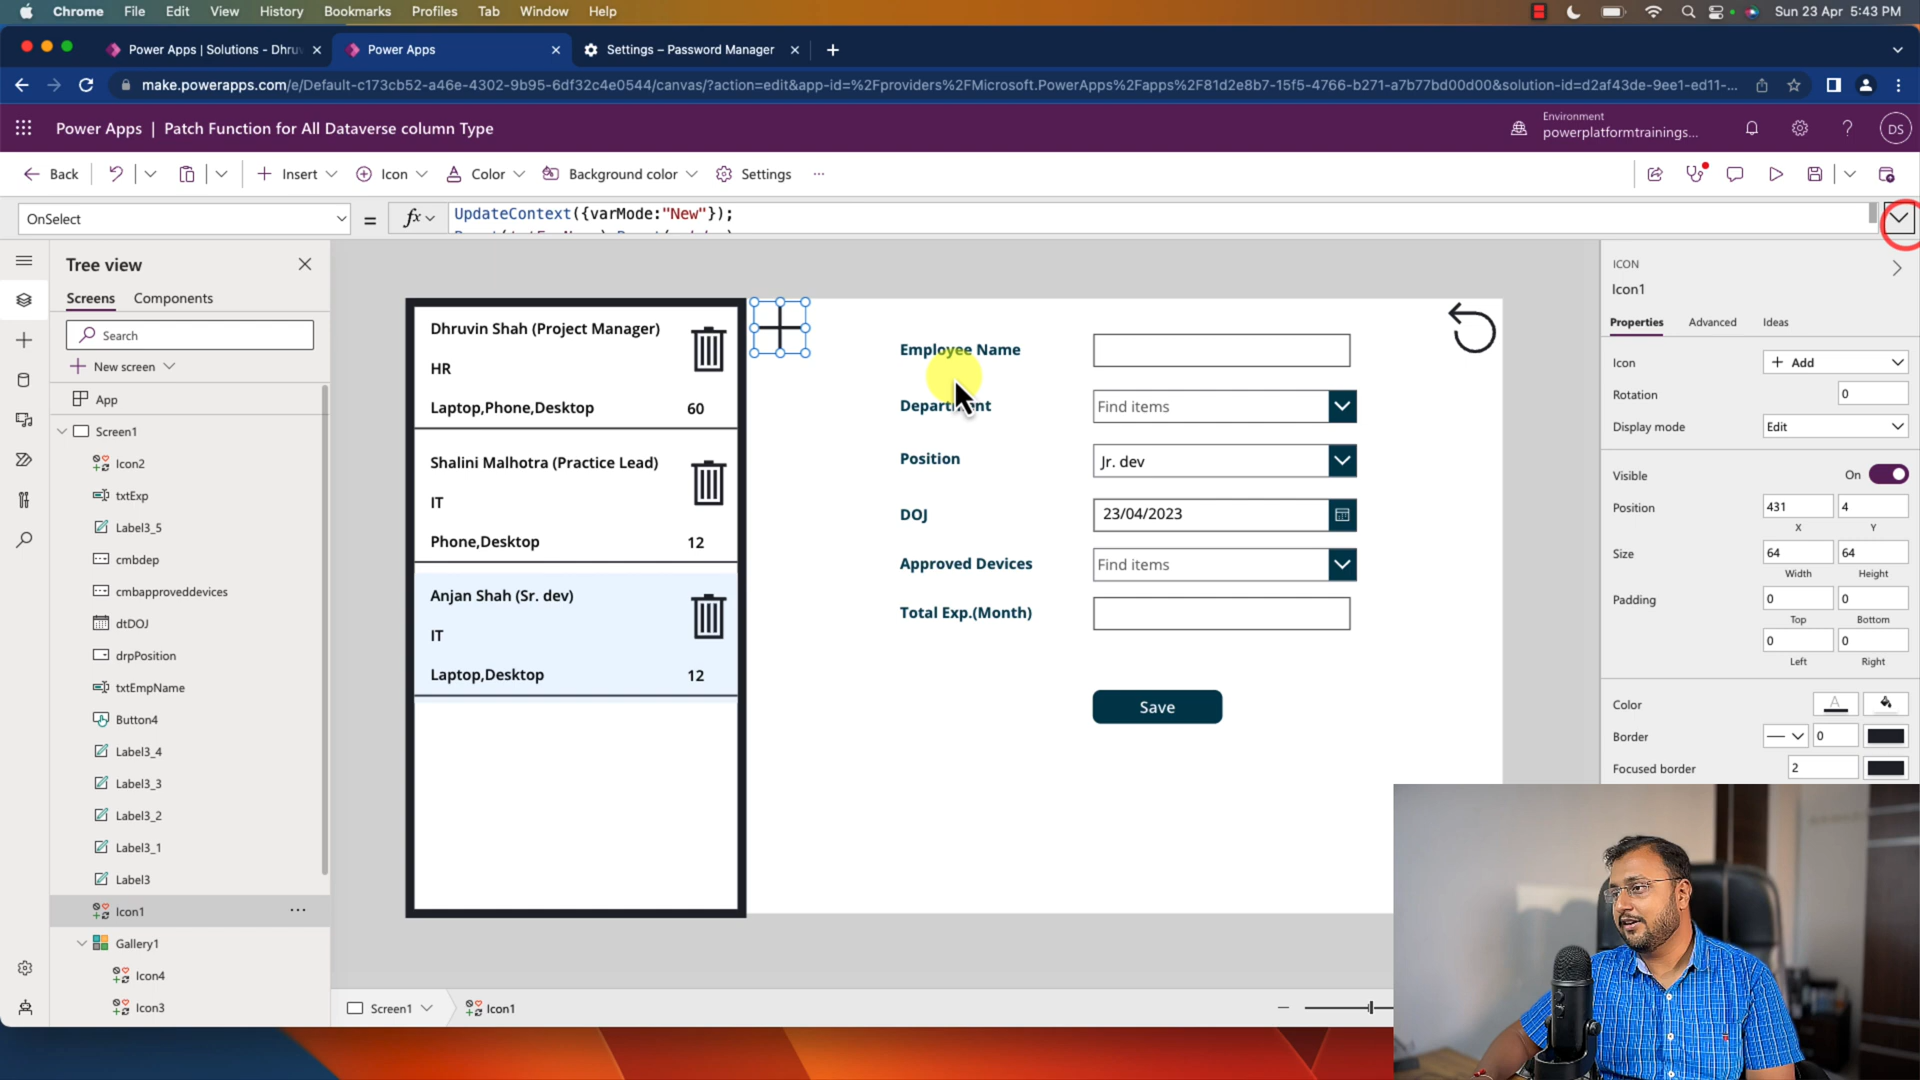 Chrome File Edit View History Bookmarks Profiles Tab Window Help Sun 23 Apr 5:43 PM
Power Apps | Solutions - Dhruv Power Apps Settings – Password Manager
make.powerapps.com/e/Default-c173cb52-a46e-4302-9b95-6df32c4e0544/canvas/?action=edit&app-id=%2Fproviders%2FMicrosoft.PowerApps%2Fapps%2F81d2e8b7-15f5-4766-b271-a7b77bd00d00&solution-id=d2af43de-9ee1-ed11-...
Power Apps | Patch Function for All Dataverse column Type
Environment
powerplatformtrainings...
DS
Back Insert Icon Color Background color Settings ...
OnSelect = fx UpdateContext({varMode:"New"});
Tree view
Screens Components
Search
New screen
App
Screen1
Icon2
txtExp
Label3_5
cmbdep
cmbapproveddevices
dtDOJ
drpPosition
txtEmpName
Button4
Label3_4
Label3_3
Label3_2
Label3_1
Label3
Icon1 ...
Gallery1
Icon4
Icon3
Dhruvin Shah (Project Manager)
HR
Laptop,Phone,Desktop 60
Shalini Malhotra (Practice Lead)
IT
Phone,Desktop 12
Anjan Shah (Sr. dev)
IT
Laptop,Desktop 12
Employee Name
Department Find items
Position Jr. dev
DOJ 23/04/2023
Approved Devices Find items
Total Exp.(Month)
Save
Screen1 Icon1
ICON
Icon1
Properties Advanced Ideas
Icon Add
Rotation 0
Display mode Edit
Visible On
Position 431 4
X Y
Size 64 64
Width Height
Padding 0 0
Top Bottom
0 0
Left Right
Color
Border 0
Focused border 2